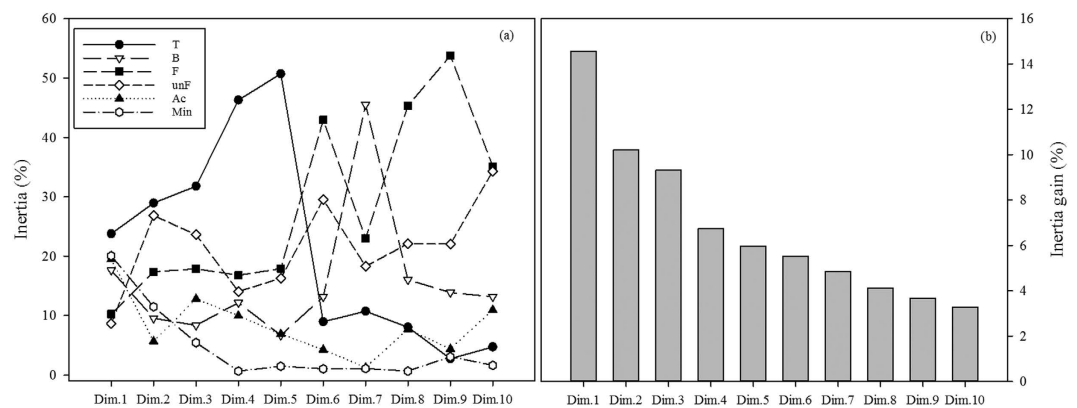 (a)
T
B
F
unF
Ac
Min
Inertia (%)
60
50
40
30
20
10
0
Dim.1 Dim.2 Dim.3 Dim.4 Dim.5 Dim.6 Dim.7 Dim.8 Dim.9 Dim.10
(b)
16
14
12
10
8
6
4
2
0
Inertia gain (%)
Dim.1 Dim.2 Dim.3 Dim.4 Dim.5 Dim.6 Dim.7 Dim.8 Dim.9 Dim.10